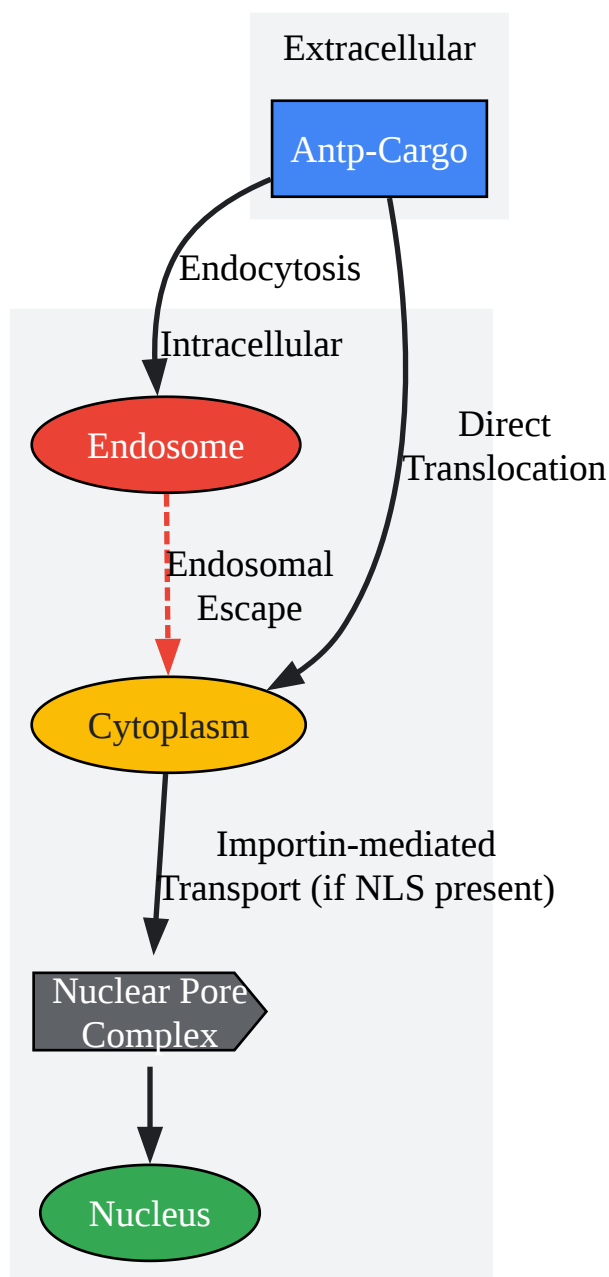 Extracellular
Antp-Cargo
Endocytosis
Intracellular
Direct
Translocation
Endosome
Endosomal
Escape
Cytoplasm
Importin-mediated
Transport (if NLS present)
Nuclear Pore
Complex
Nucleus